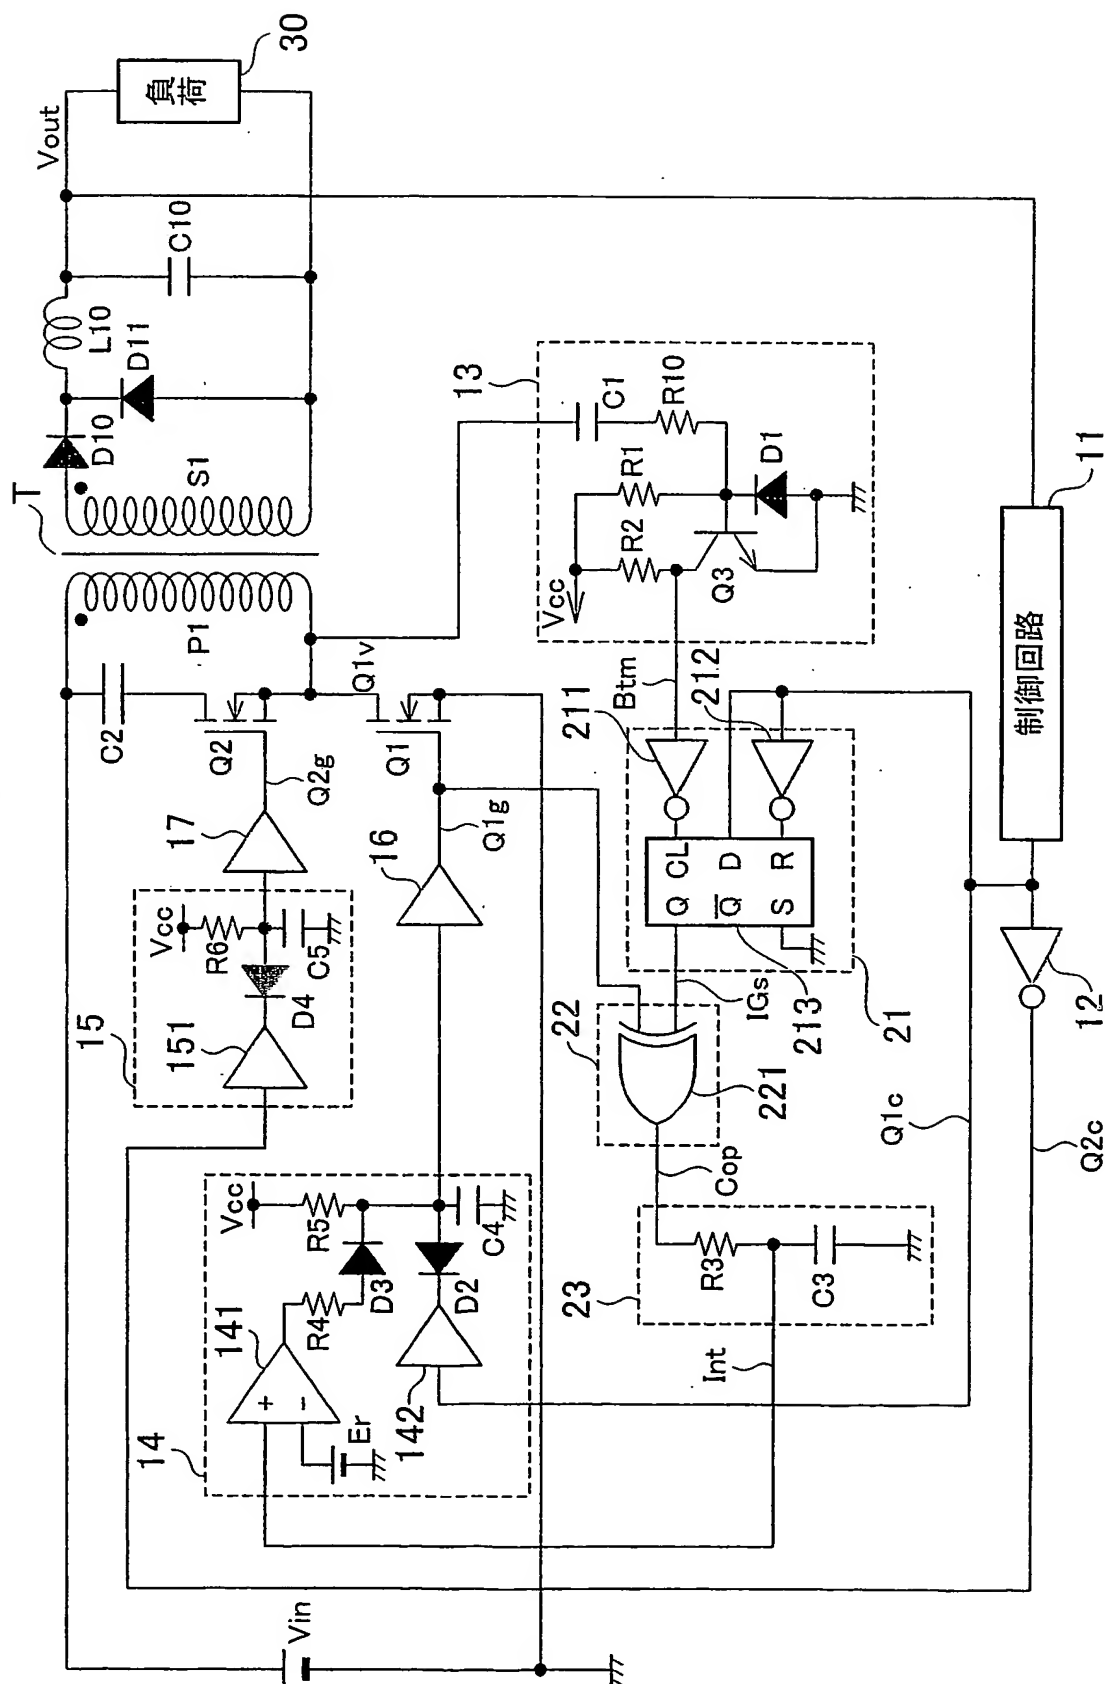 30
負荷
Vout
C10
L10
D11
D10
T
S1
P1
C2
Q2
Q1v
Q1
Q2g
17
Q1g
16
15
Vcc
R6
C5
D4
151
13
C1
R10
R1
R2
D1
Vcc
Q3
Btm
211
212
Q CL
Q D
S R
213
21
IGs
22
221
Cop
11
制御回路
12
Q1c
Q2c
Vcc
R5
C4
D3
R4
D2
141
+
−
142
Er
14
23
R3
C3
Int
Vin